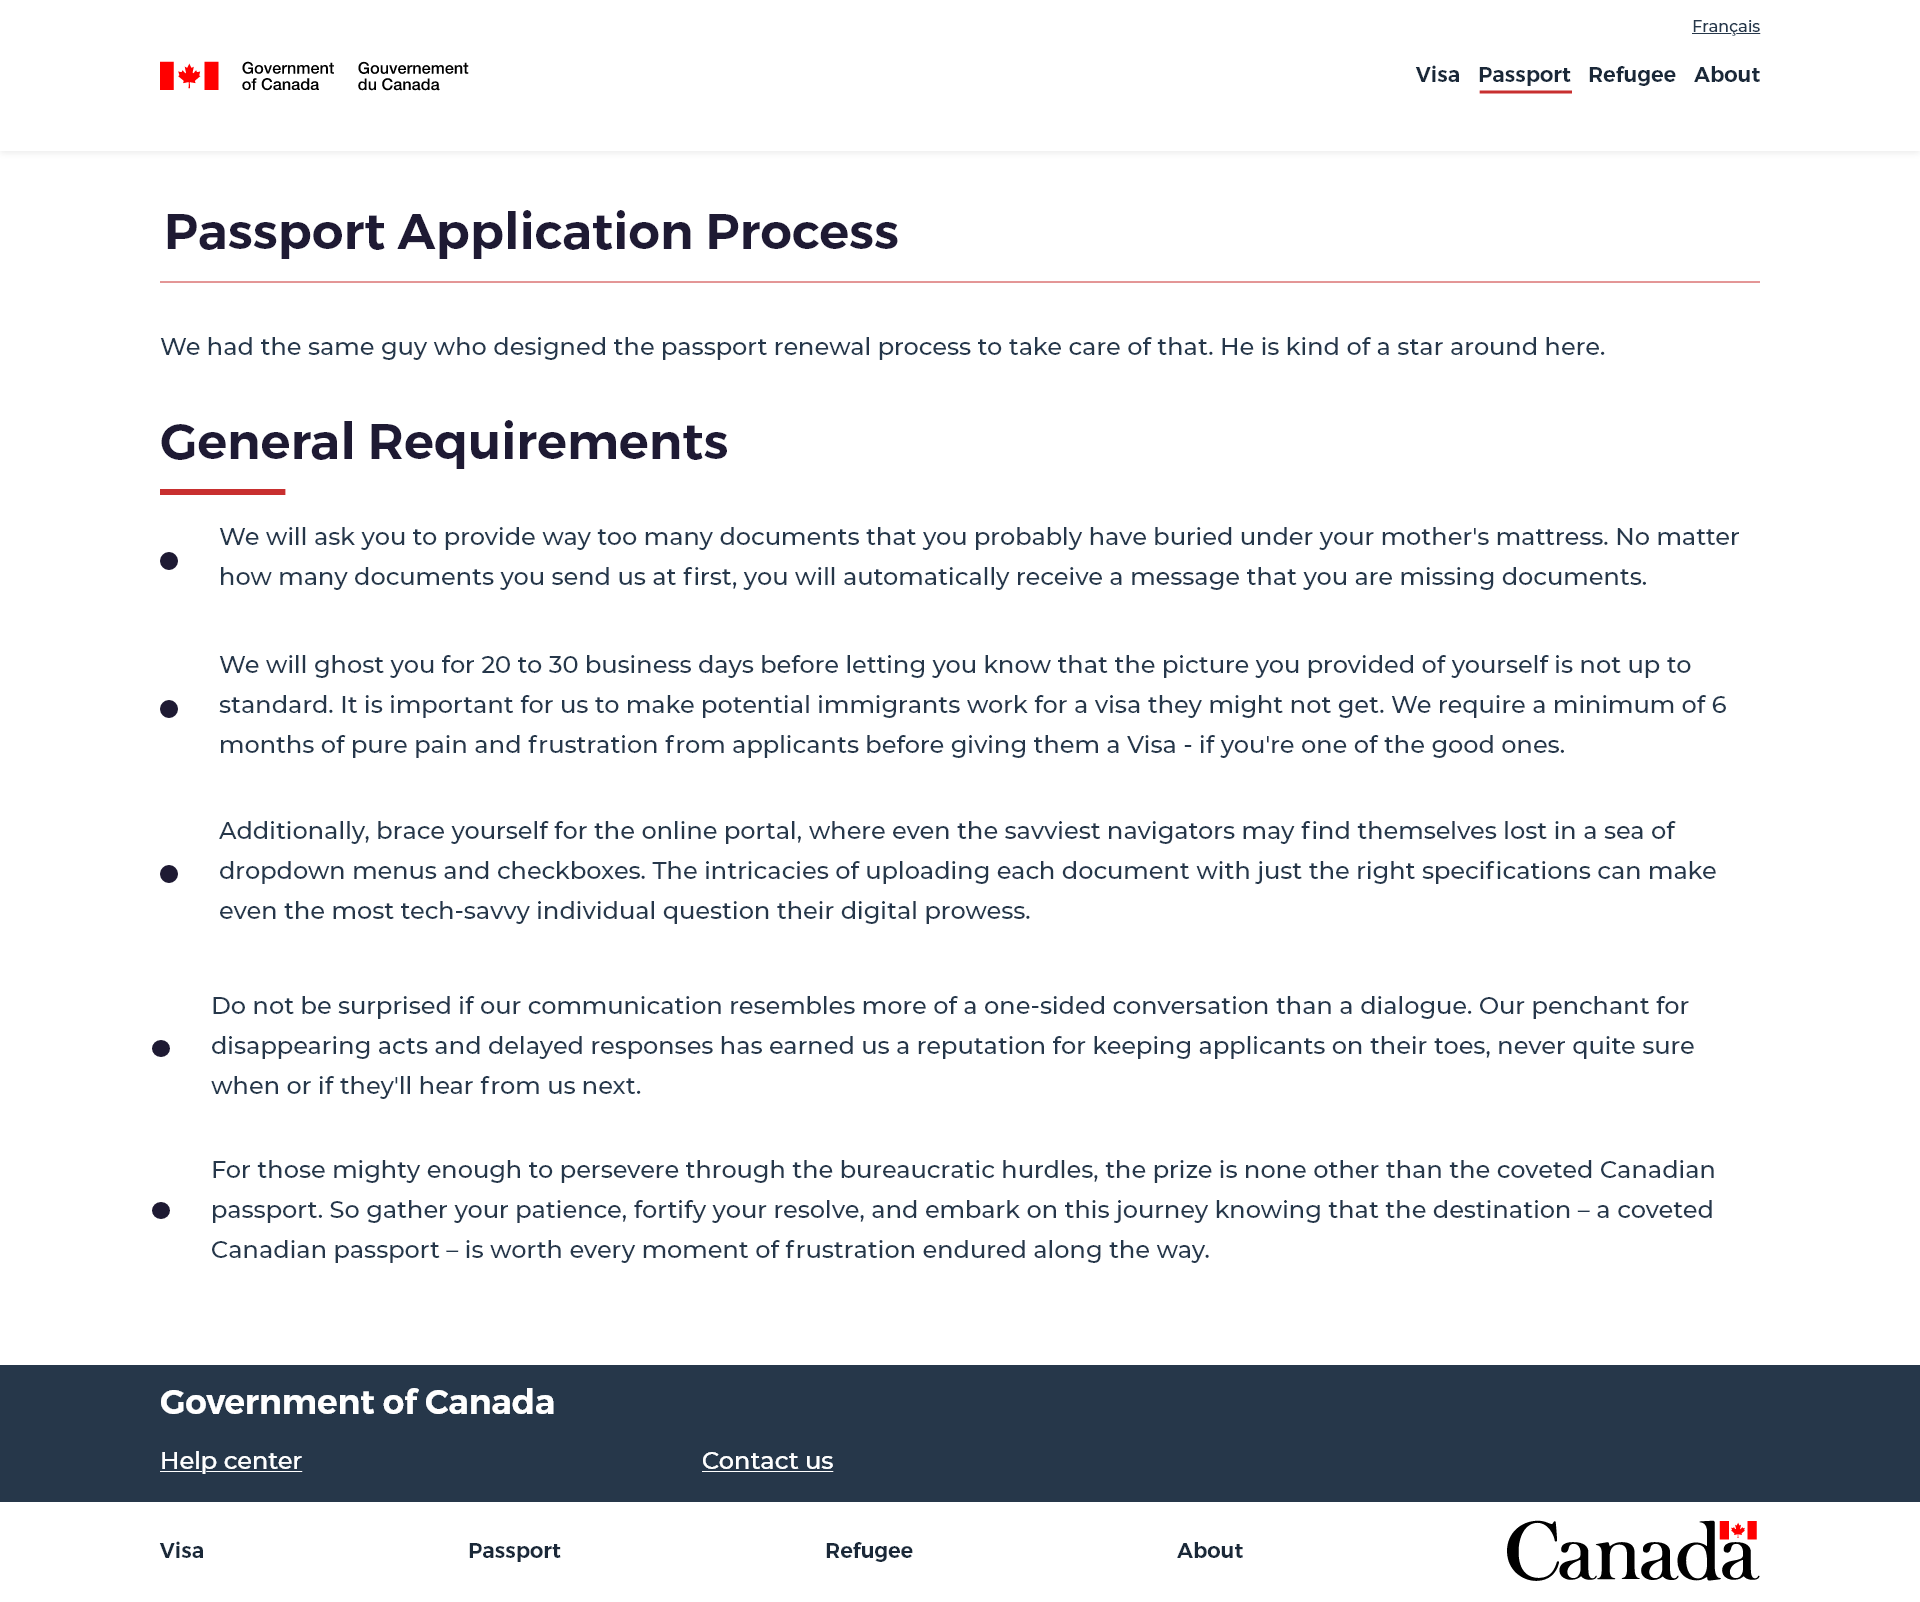 Français
Government Gouvernement
of Canada du Canada
Visa Passport Refugee About
Passport Application Process
We had the same guy who designed the passport renewal process to take care of that. He is kind of a star around here.
General Requirements
We will ask you to provide way too many documents that you probably have buried under your mother's mattress. No matter
how many documents you send us at first, you will automatically receive a message that you are missing documents.
We will ghost you for 20 to 30 business days before letting you know that the picture you provided of yourself is not up to
standard. It is important for us to make potential immigrants work for a visa they might not get. We require a minimum of 6
months of pure pain and frustration from applicants before giving them a Visa - if you're one of the good ones.
Additionally, brace yourself for the online portal, where even the savviest navigators may find themselves lost in a sea of
dropdown menus and checkboxes. The intricacies of uploading each document with just the right specifications can make
even the most tech-savvy individual question their digital prowess.
Do not be surprised if our communication resembles more of a one-sided conversation than a dialogue. Our penchant for
disappearing acts and delayed responses has earned us a reputation for keeping applicants on their toes, never quite sure
when or if they'll hear from us next.
For those mighty enough to persevere through the bureaucratic hurdles, the prize is none other than the coveted Canadian
passport. So gather your patience, fortify your resolve, and embark on this journey knowing that the destination – a coveted
Canadian passport – is worth every moment of frustration endured along the way.
Government of Canada
Help center Contact us
Visa Passport Refugee About
Canada